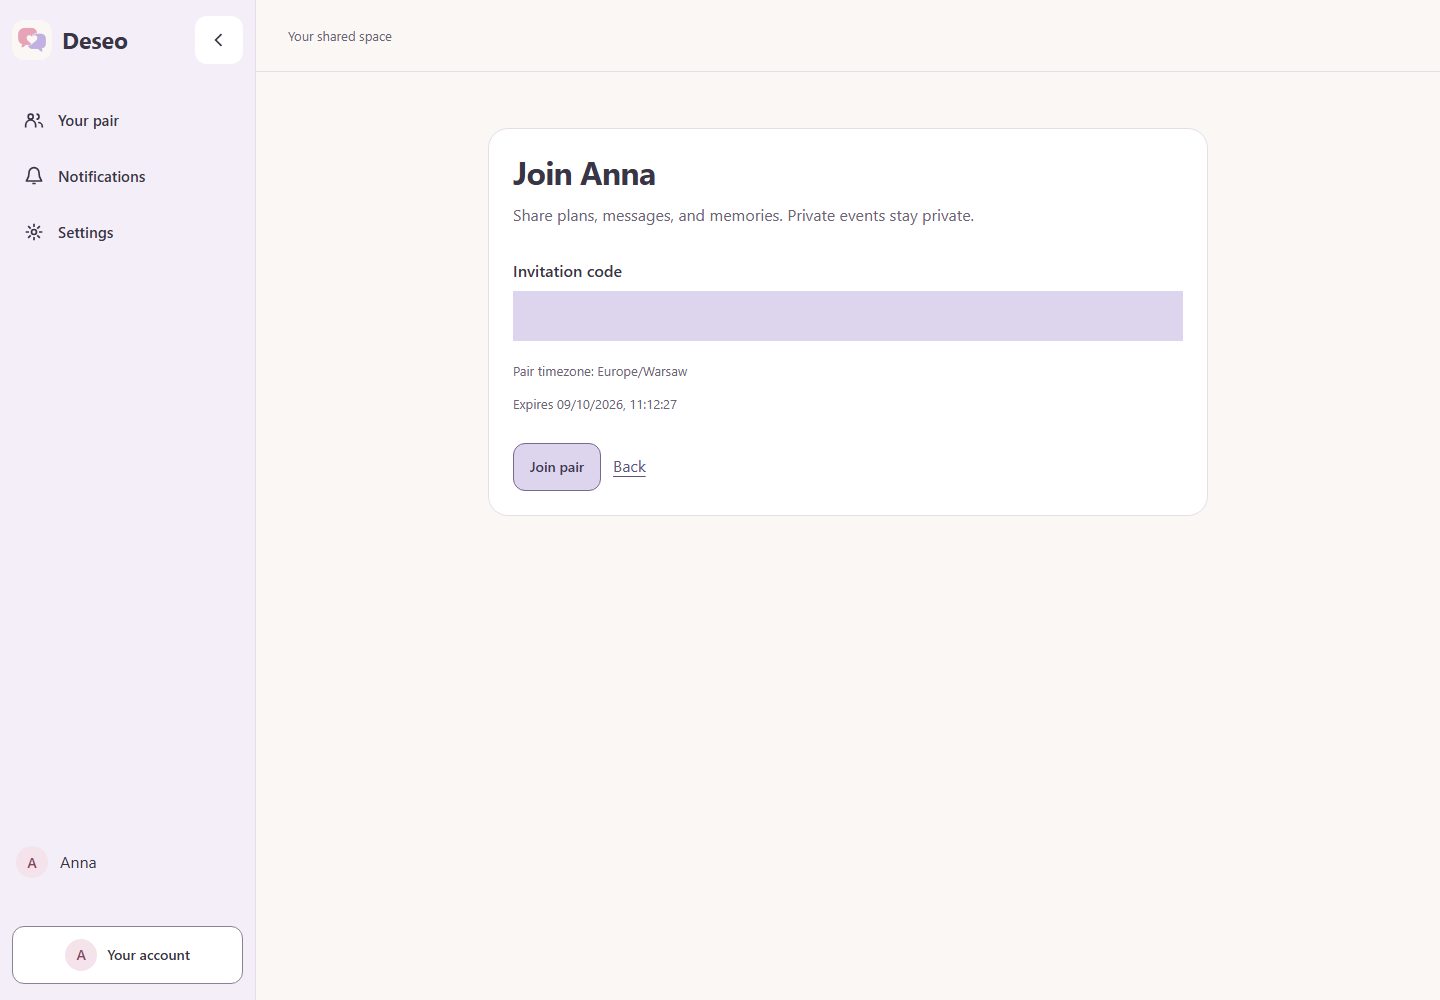 Deseo
Your shared space
Your pair
Notifications
Settings
Join Anna
Share plans, messages, and memories. Private events stay private.
Invitation code
Pair timezone: Europe/Warsaw
Expires 09/10/2026, 11:12:27
Join pair
Back
A
Anna
A
Your account